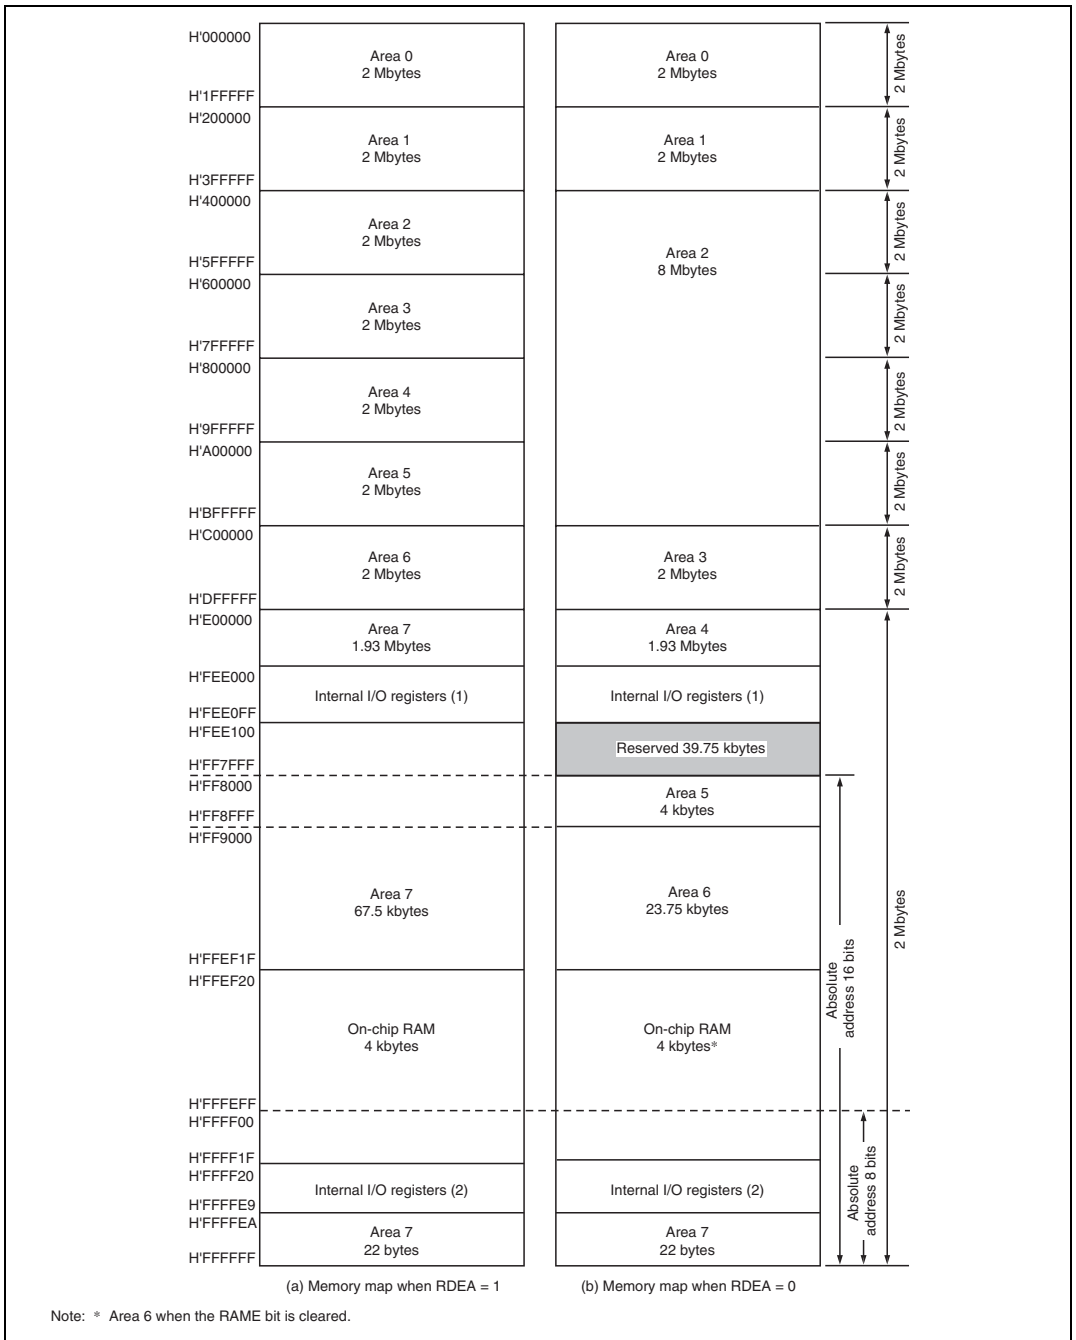 H'000000
Area 0
2 Mbytes
Area 0
2 Mbytes
2 Mbytes
H'1FFFFF
H'200000
Area 1
2 Mbytes
Area 1
2 Mbytes
2 Mbytes
H'3FFFFF
H'400000
Area 2
2 Mbytes
Area 2
8 Mbytes
2 Mbytes
H'5FFFFF
H'600000
Area 3
2 Mbytes
2 Mbytes
H'7FFFFF
H'800000
Area 4
2 Mbytes
2 Mbytes
H'9FFFFF
H'A00000
Area 5
2 Mbytes
2 Mbytes
H'BFFFFF
H'C00000
Area 6
2 Mbytes
Area 3
2 Mbytes
2 Mbytes
H'DFFFFF
H'E00000
Area 7
1.93 Mbytes
Area 4
1.93 Mbytes
H'FEE000
Internal I/O registers (1)
Internal I/O registers (1)
H'FEE0FF
H'FEE100
Reserved 39.75 kbytes
H'FF7FFF
H'FF8000
Area 5
4 kbytes
H'FF8FFF
H'FF9000
Area 7
67.5 kbytes
Area 6
23.75 kbytes
2 Mbytes
Absolute
address 16 bits
H'FFEF1F
H'FFEF20
On-chip RAM
4 kbytes
On-chip RAM
4 kbytes*
H'FFFEFF
H'FFFF00
H'FFFF1F
H'FFFF20
Internal I/O registers (2)
Internal I/O registers (2)
Absolute
address 8 bits
H'FFFFE9
H'FFFFEA
Area 7
22 bytes
Area 7
22 bytes
H'FFFFFF
(a) Memory map when RDEA = 1
(b) Memory map when RDEA = 0
Note: * Area 6 when the RAME bit is cleared.